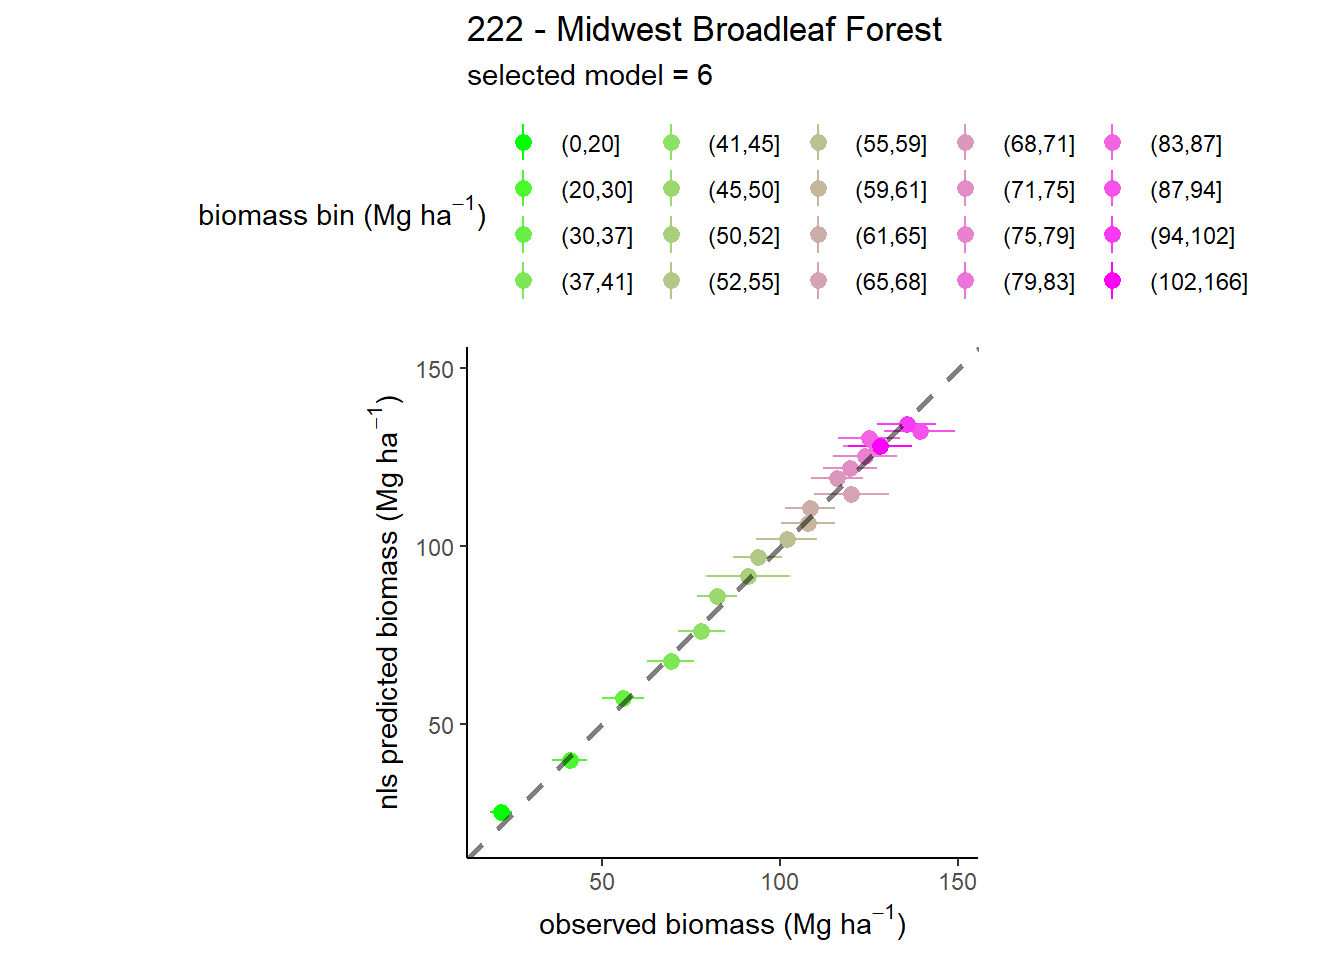 222 - Midwest Broadleaf Forest
selected model = 6
biomass bin (Mg ha⁻¹)
(0,20] (41,45] (55,59] (68,71] (83,87]
(20,30] (45,50] (59,61] (71,75] (87,94]
(30,37] (50,52] (61,65] (75,79] (94,102]
(37,41] (52,55] (65,68] (79,83] (102,166]
nls predicted biomass (Mg ha⁻¹)
150
100
50
50 100 150
observed biomass (Mg ha⁻¹)